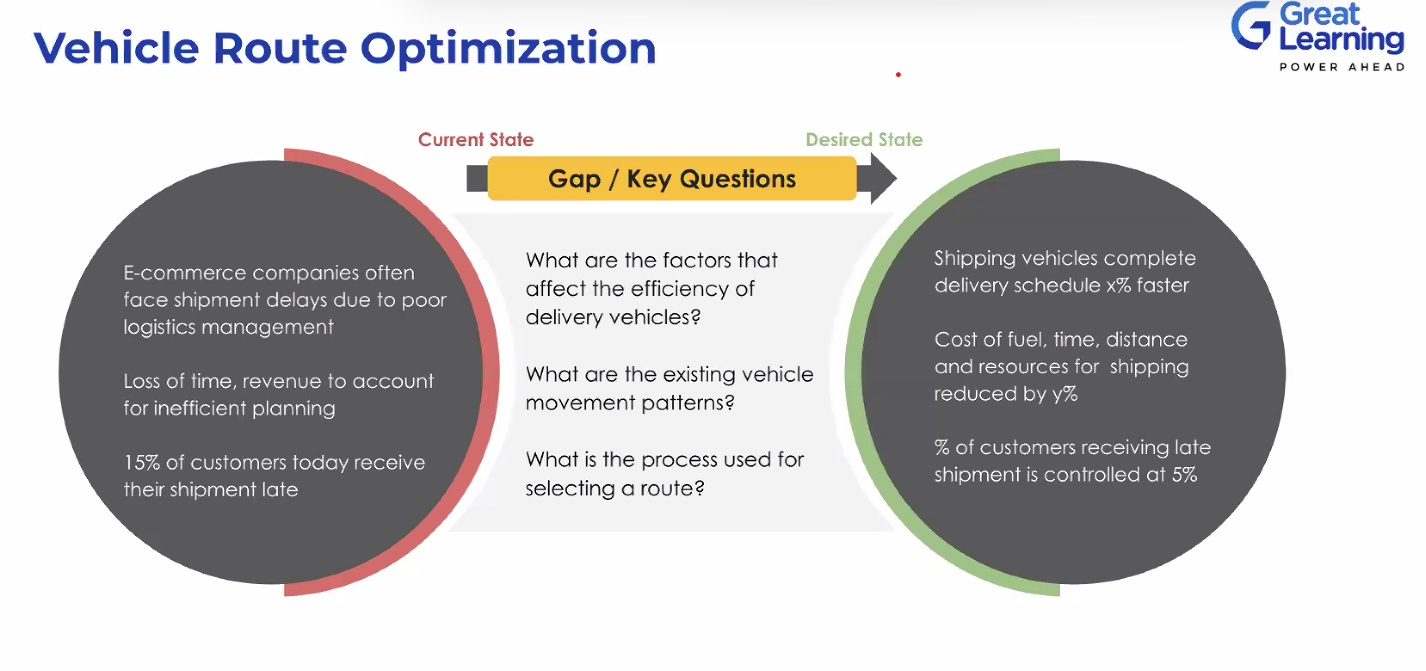 Vehicle Route Optimization
Great
Learning
POWER AHEAD
Current State
Desired State
Gap / Key Questions
E-commerce companies often
face shipment delays due to poor
logistics management
Loss of time, revenue to account
for inefficient planning
15% of customers today receive
their shipment late
What are the factors that
affect the efficiency of
delivery vehicles?
What are the existing vehicle
movement patterns?
What is the process used for
selecting a route?
Shipping vehicles complete
delivery schedule x% faster
Cost of fuel, time, distance
and resources for shipping
reduced by y%
% of customers receiving late
shipment is controlled at 5%